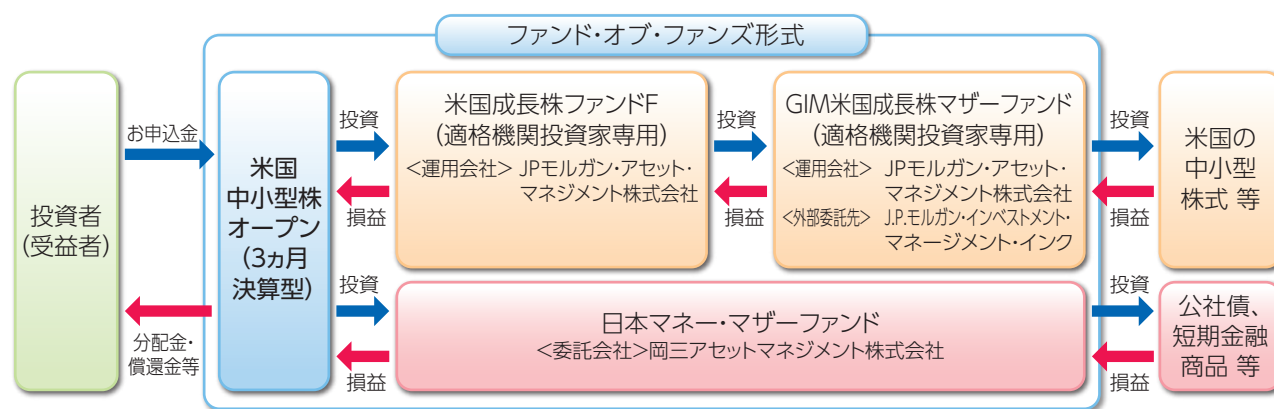 ファンド・オブ・ファンズ形式
投資者
(受益者)
お申込金
分配金・
償還金等
米国
中小型株
オープン
(3ヵ月
決算型)
投資
損益
米国成長株ファンドF
(適格機関投資家専用)
<運用会社> JPモルガン・アセット・
マネジメント株式会社
投資
損益
GIM米国成長株マザーファンド
(適格機関投資家専用)
<運用会社> JPモルガン・アセット・
マネジメント株式会社
<外部委託先> J.P.モルガン・インベストメント・
マネージメント・インク
投資
損益
米国の
中小型
株式 等
投資
損益
日本マネー・マザーファンド
<委託会社>岡三アセットマネジメント株式会社
投資
損益
公社債、
短期金融
商品 等